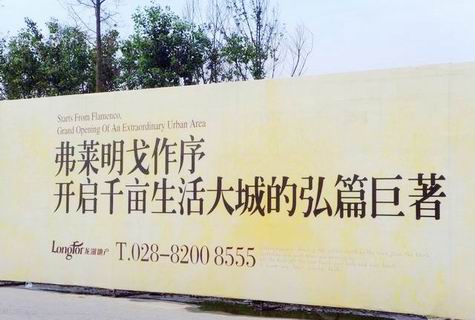 Starts From Flamenco,
Grand Opening Of An Extraordinary Urban Area
弗莱明戈作序
开启千亩生活大城的弘篇巨著
Longfor 龙湖地产 T.028-8200 8555